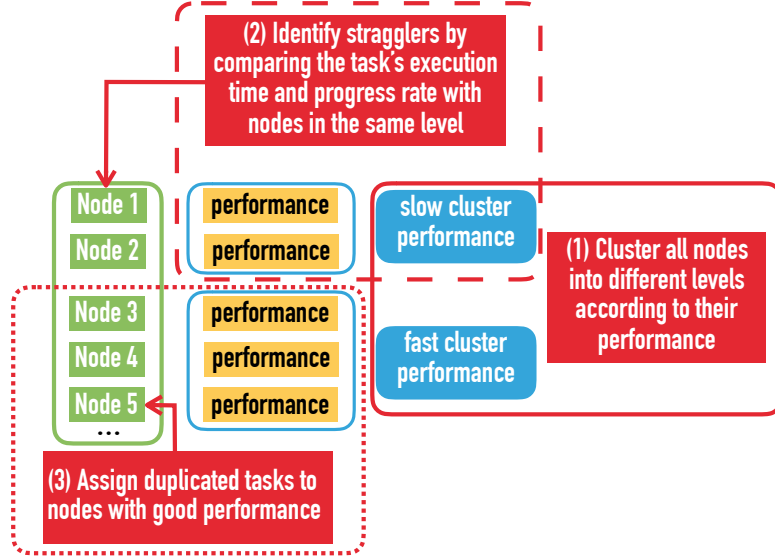 (2) Identify stragglers by
comparing the task's execution
time and progress rate with
nodes in the same level
Node 1
performance
slow cluster
performance
Node 2
performance
(1) Cluster all nodes
into different levels
according to their
performance
Node 3
performance
Node 4
performance
fast cluster
performance
Node 5
performance
...
(3) Assign duplicated tasks to
nodes with good performance